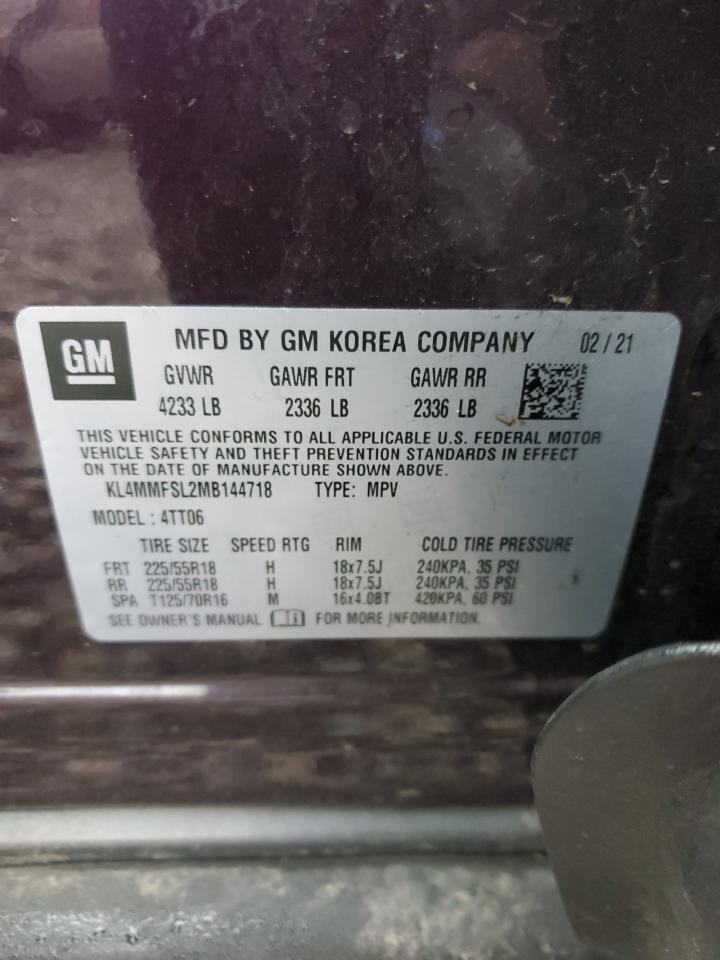 GM MFD BY GM KOREA COMPANY 02/21
GVWR GAWR FRT GAWR RR
4233 LB 2336 LB 2336 LB
THIS VEHICLE CONFORMS TO ALL APPLICABLE U.S. FEDERAL MOTOR
VEHICLE SAFETY AND THEFT PREVENTION STANDARDS IN EFFECT
ON THE DATE OF MANUFACTURE SHOWN ABOVE.
KL4MMFSL2MB144718 TYPE: MPV
MODEL : 4TT06
TIRE SIZE SPEED RTG RIM COLD TIRE PRESSURE
FRT 225/55R18 H 18x7.5J 240KPA, 35 PSI
RR 225/55R18 H 18x7.5J 240KPA, 35 PSI
SPA T125/70R16 M 16x4.0BT 420KPA, 60 PSI
SEE OWNER'S MANUAL FOR MORE INFORMATION.